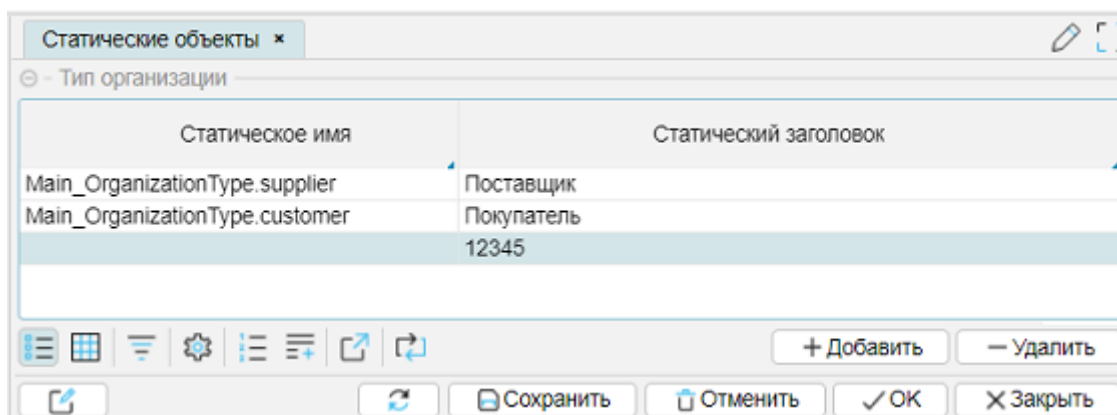 Статические объекты ×
Тип организации
Статическое имя Статический заголовок
Main_OrganizationType.supplier Поставщик
Main_OrganizationType.customer Покупатель
12345
+ Добавить — Удалить
Сохранить Отменить ОК Закрыть